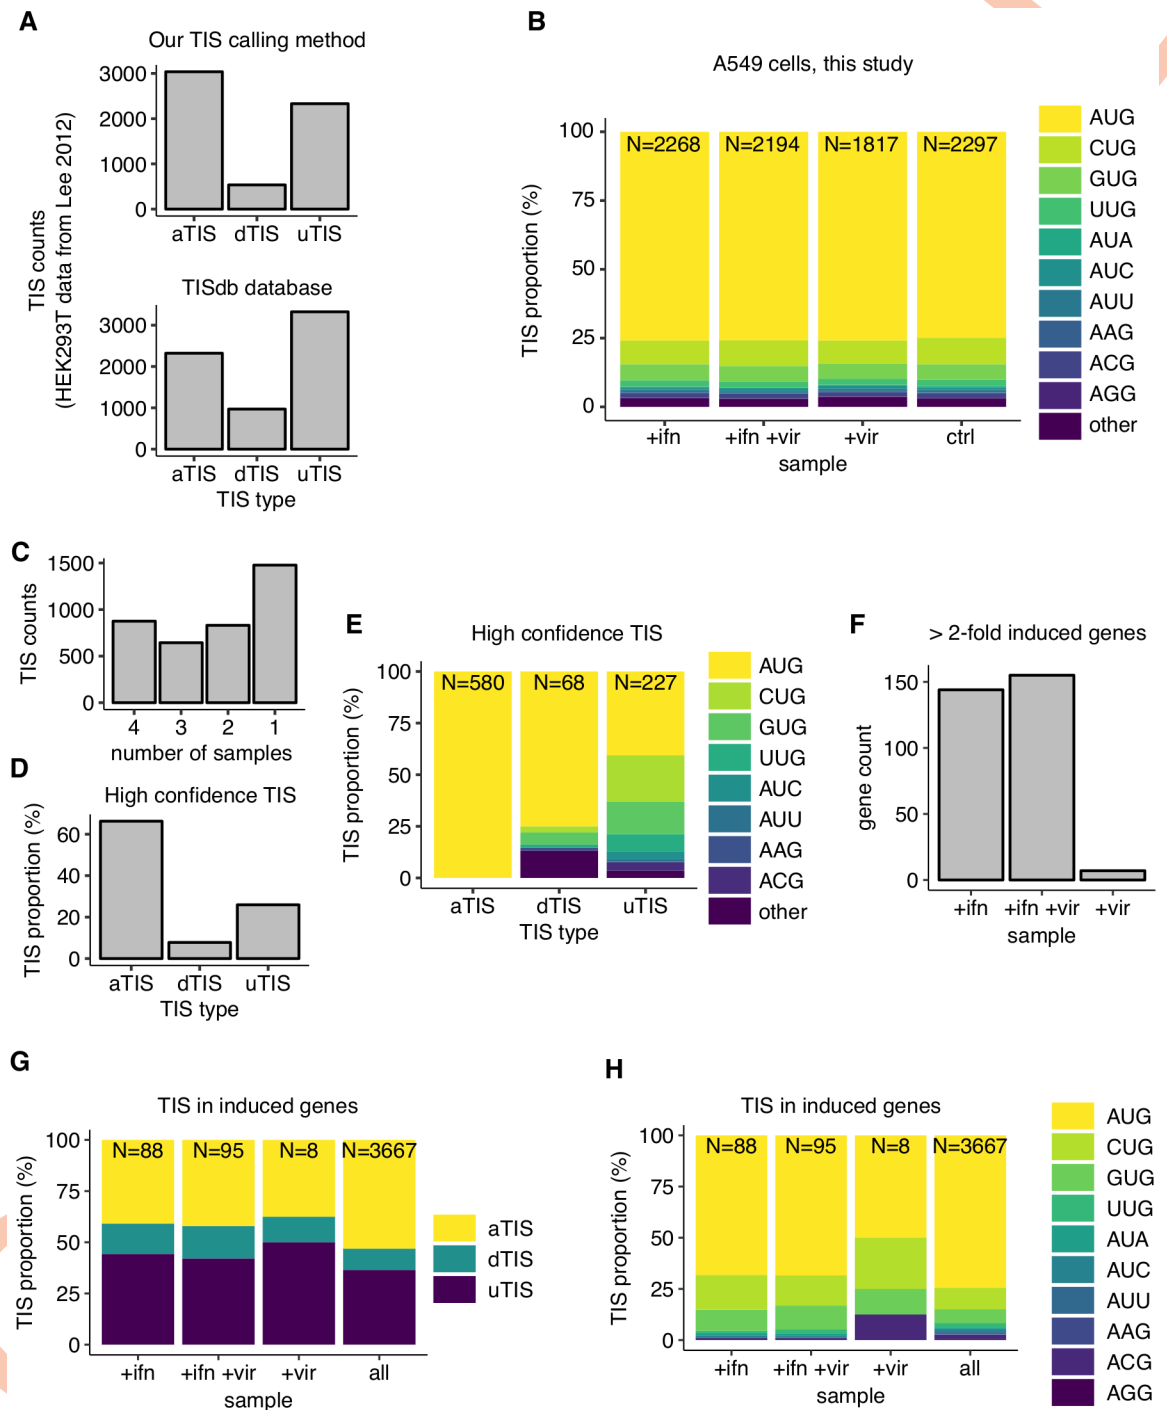 A
Our TIS calling method
3000
2000
1000
0
aTIS dTIS uTIS
TISdb database
3000
2000
1000
0
aTIS dTIS uTIS
TIS type
TIS counts
(HEK293T data from Lee 2012)
B
A549 cells, this study
TIS proportion (%)
100
75
50
25
0
N=2268 N=2194 N=1817 N=2297
+ifn +ifn +vir +vir ctrl
sample
AUG
CUG
GUG
UUG
AUA
AUC
AUU
AAG
ACG
AGG
other
C
TIS counts
1500
1000
500
0
4 3 2 1
number of samples
D
High confidence TIS
TIS proportion (%)
60
40
20
0
aTIS dTIS uTIS
TIS type
E
High confidence TIS
TIS proportion (%)
100
75
50
25
0
N=580 N=68 N=227
aTIS dTIS uTIS
TIS type
AUG
CUG
GUG
UUG
AUC
AUU
AAG
ACG
other
F
> 2-fold induced genes
gene count
150
100
50
0
+ifn +ifn +vir +vir
sample
G
TIS in induced genes
TIS proportion (%)
100
75
50
25
0
N=88 N=95 N=8 N=3667
+ifn +ifn +vir +vir all
sample
aTIS
dTIS
uTIS
H
TIS in induced genes
TIS proportion (%)
100
75
50
25
0
N=88 N=95 N=8 N=3667
+ifn +ifn +vir +vir all
sample
AUG
CUG
GUG
UUG
AUA
AUC
AUU
AAG
ACG
AGG